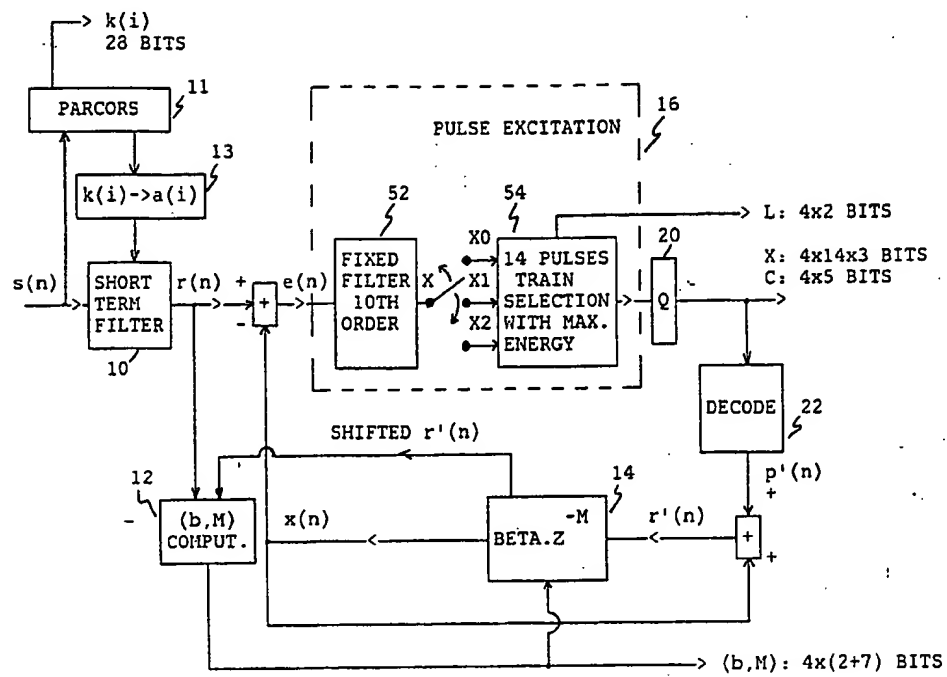 k(i)
28 BITS
11
PARCORS
13
k(i)->a(i)
s(n)
SHORT
TERM
FILTER
10
r(n)
+
+
-
e(n)
PULSE EXCITATION
16
52
FIXED
FILTER
10TH
ORDER
X
X0
X1
X2
54
14 PULSES
TRAIN
SELECTION
WITH MAX.
ENERGY
L: 4x2 BITS
20
Q
X: 4x14x3 BITS
C: 4x5 BITS
DECODE
22
SHIFTED r'(n)
p'(n)
+
12
(b,M)
COMPUT.
x(n)
14
BETA.Z -M
r'(n)
+
+
(b,M): 4x(2+7) BITS